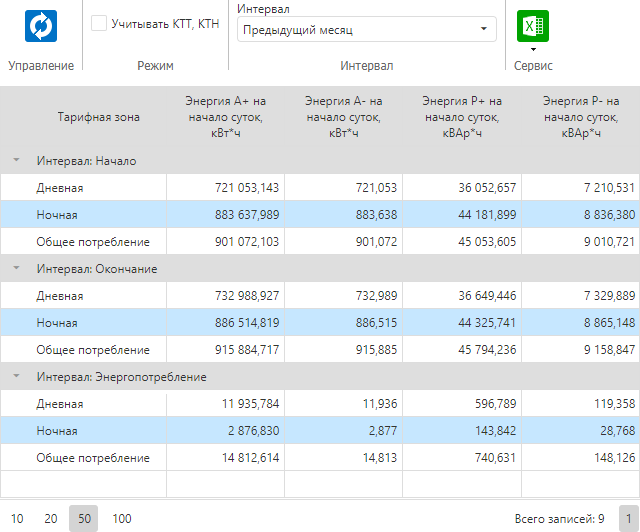 Управление
Учитывать КТТ, КТН
Режим
Интервал
Предыдущий месяц
Интервал
Сервис
Тарифная зона
Энергия A+ на начало суток, кВт*ч
Энергия A- на начало суток, кВт*ч
Энергия P+ на начало суток, кВАр*ч
Энергия P- на начало суток, кВАр*ч
Интервал: Начало
Дневная 721 053,143 721,053 36 052,657 7 210,531
Ночная 883 637,989 883,638 44 181,899 8 836,380
Общее потребление 901 072,103 901,072 45 053,605 9 010,721
Интервал: Окончание
Дневная 732 988,927 732,989 36 649,446 7 329,889
Ночная 886 514,819 886,515 44 325,741 8 865,148
Общее потребление 915 884,717 915,885 45 794,236 9 158,847
Интервал: Энергопотребление
Дневная 11 935,784 11,936 596,789 119,358
Ночная 2 876,830 2,877 143,842 28,768
Общее потребление 14 812,614 14,813 740,631 148,126
10 20 50 100 Всего записей: 9 1